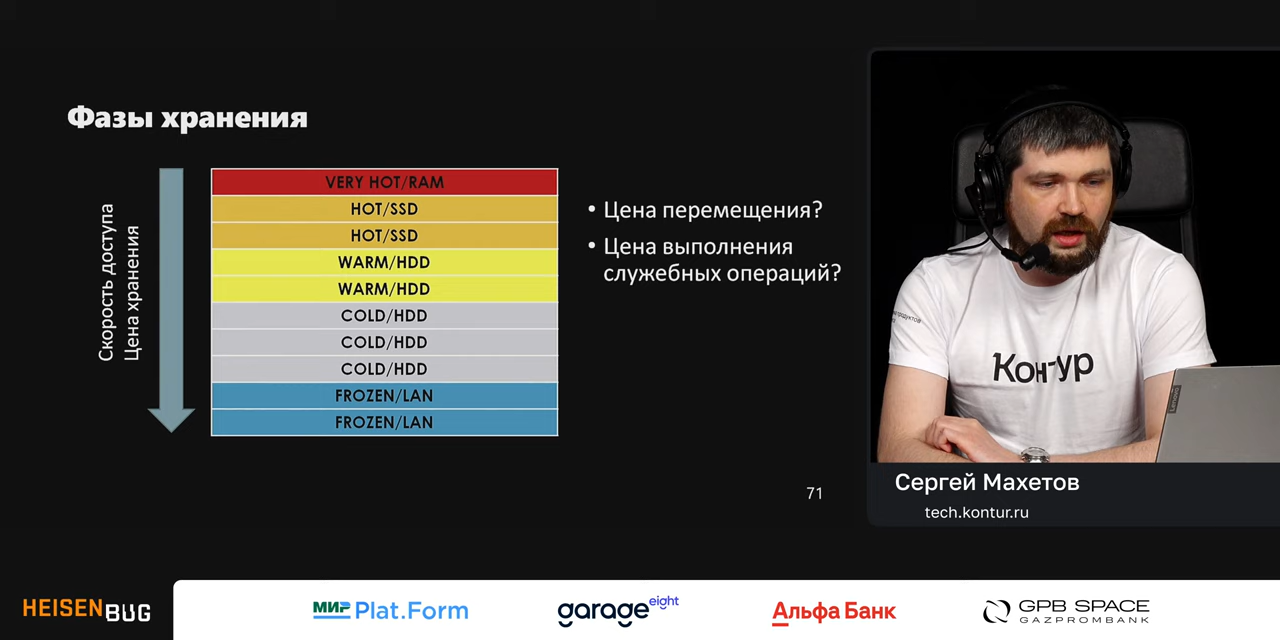 Фазы хранения
Скорость доступа
Цена хранения
VERY HOT/RAM
HOT/SSD
HOT/SSD
WARM/HDD
WARM/HDD
COLD/HDD
COLD/HDD
COLD/HDD
FROZEN/LAN
FROZEN/LAN
• Цена перемещения?
• Цена выполнения
служебных операций?
71
Контур
Lenovo
Сергей Махетов
tech.kontur.ru
HEISENBUG
МИР Plat.Form
garage eight
Альфа Банк
GPB SPACE
GAZPROMBANK